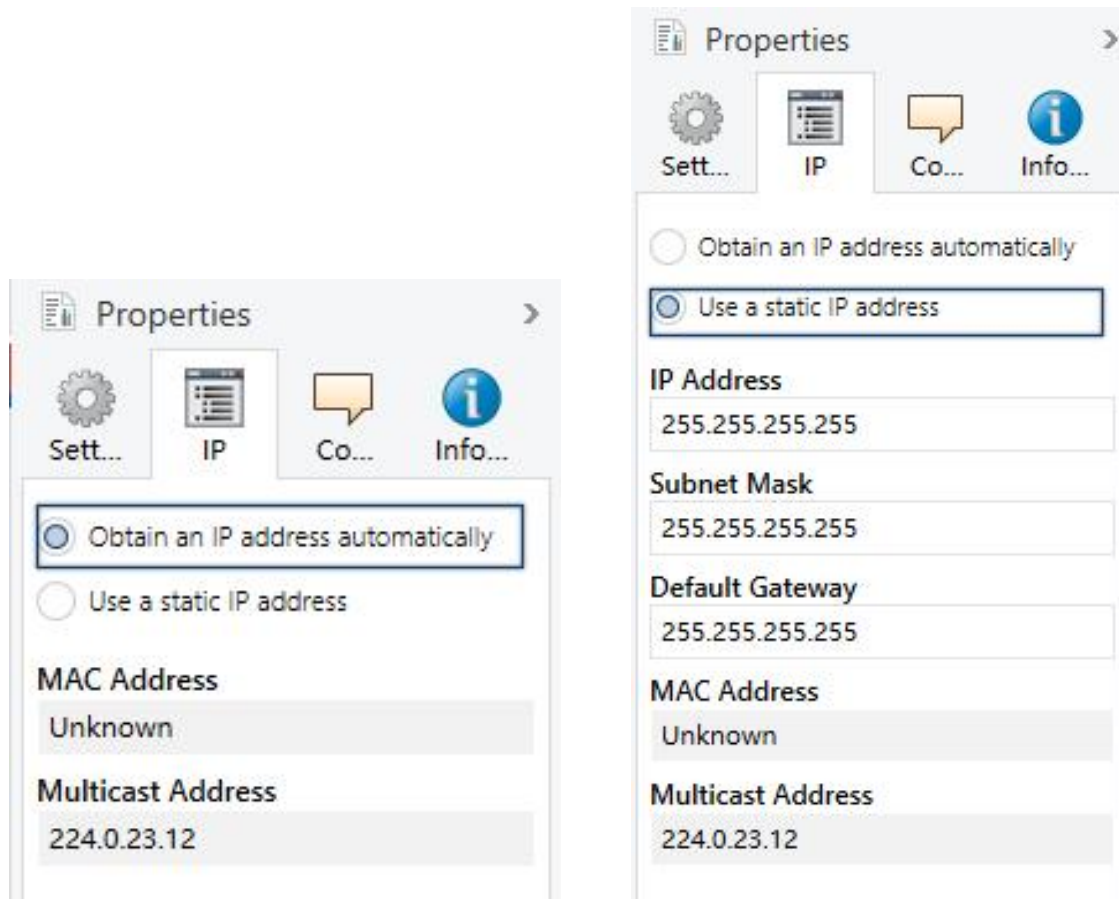 Properties
Sett... IP Co... Info...
Obtain an IP address automatically
Use a static IP address
MAC Address
Unknown
Multicast Address
224.0.23.12
Properties
Sett... IP Co... Info...
Obtain an IP address automatically
Use a static IP address
IP Address
255.255.255.255
Subnet Mask
255.255.255.255
Default Gateway
255.255.255.255
MAC Address
Unknown
Multicast Address
224.0.23.12